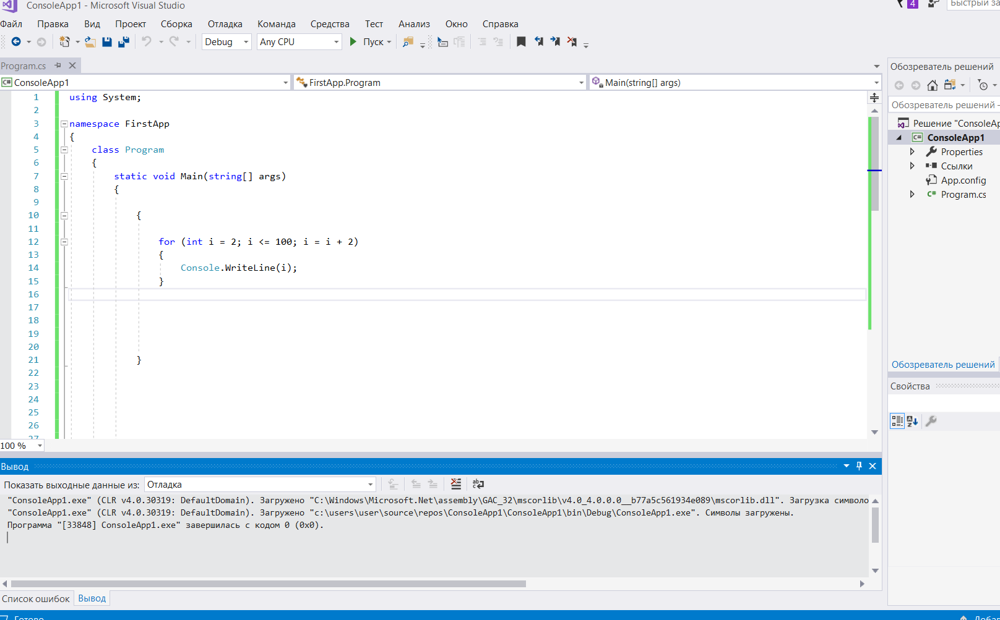 ConsoleApp1 - Microsoft Visual Studio
4
Быстрый за
Файл Правка Вид Проект Сборка Отладка Команда Средства Тест Анализ Окно Справка
Debug Any CPU Пуск
Program.cs
ConsoleApp1 FirstApp.Program Main(string[] args)
1 using System;
2
3 namespace FirstApp
4 {
5 class Program
6 {
7 static void Main(string[] args)
8 {
9
10 {
11
12 for (int i = 2; i <= 100; i = i + 2)
13 {
14 Console.WriteLine(i);
15 }
16
17
18
19
20
21 }
22
23
24
25
26
27
100 %
Вывод
Показать выходные данные из: Отладка
"ConsoleApp1.exe" (CLR v4.0.30319: DefaultDomain). Загружено "C:\Windows\Microsoft.Net\assembly\GAC_32\mscorlib\v4.0_4.0.0.0__b77a5c561934e089\mscorlib.dll". Загрузка символо
"ConsoleApp1.exe" (CLR v4.0.30319: DefaultDomain). Загружено "c:\users\user\source\repos\ConsoleApp1\ConsoleApp1\bin\Debug\ConsoleApp1.exe". Символы загружены.
Программа "[33848] ConsoleApp1.exe" завершилась с кодом 0 (0x0).
Список ошибок Вывод
Готово
Обозреватель решений
Обозреватель решений -
Решение "ConsoleAp
C# ConsoleApp1
Properties
Ссылки
App.config
C# Program.cs
Обозреватель решений
Свойства
Добав